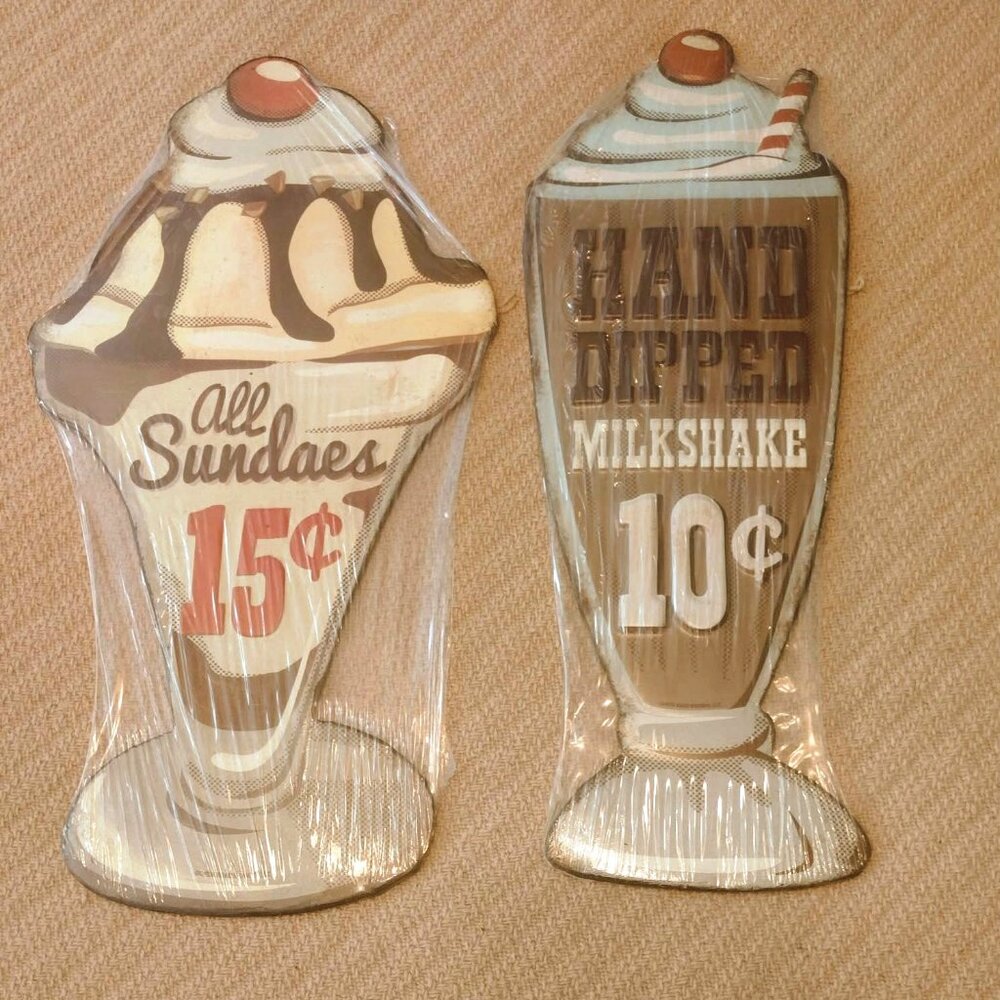 All
Sundaes
15¢
HAND
DIPPED
MILKSHAKE
10¢